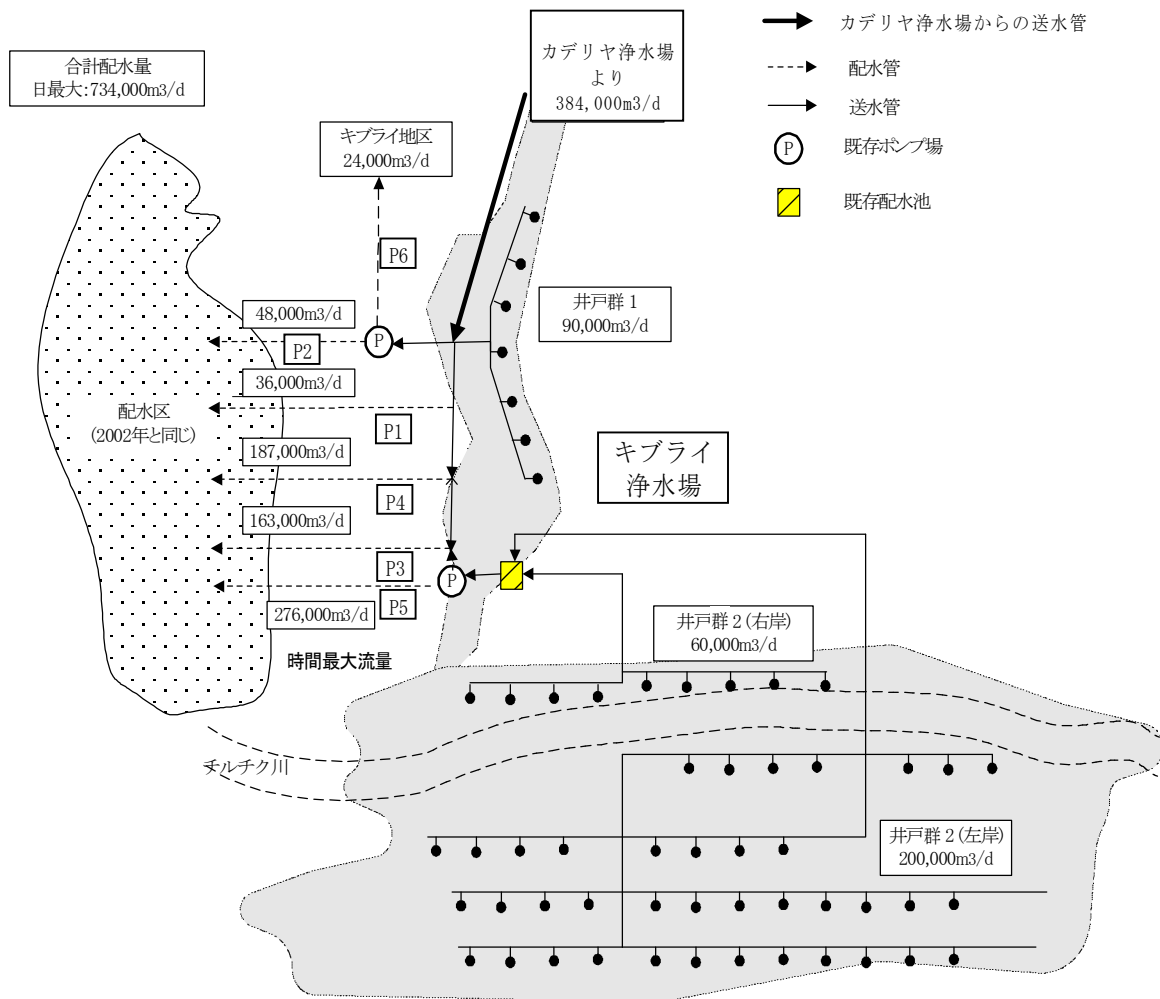 合計配水量
日最大:734,000m3/d
カデリヤ浄水場
より
384,000m3/d
カデリヤ浄水場からの送水管
配水管
送水管
P
既存ポンプ場
既存配水池
キブライ地区
24,000m3/d
P6
48,000m3/d
P2
P
井戸群 1
90,000m3/d
36,000m3/d
P1
配水区
(2002年と同じ)
187,000m3/d
P4
キブライ
浄水場
163,000m3/d
P3
P
P5
276,000m3/d
時間最大流量
井戸群 2 (右岸)
60,000m3/d
チルチク川
井戸群 2 (左岸)
200,000m3/d